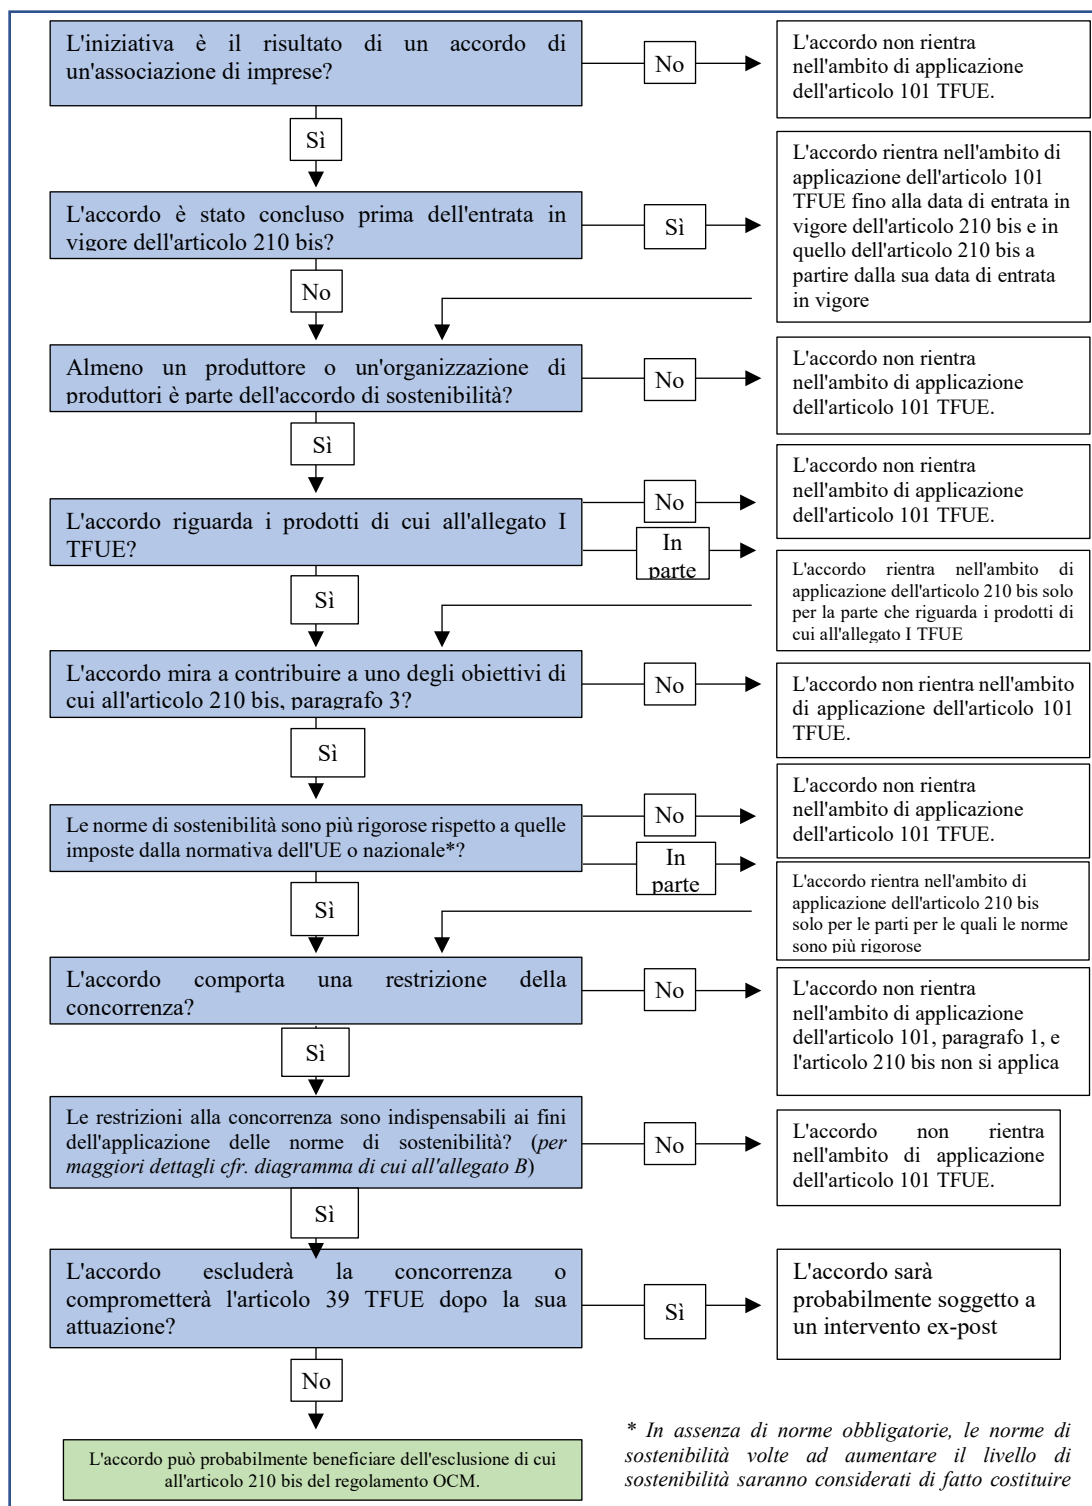 L'iniziativa è il risultato di un accordo di
un'associazione di imprese?
No
L'accordo non rientra
nell'ambito di applicazione
dell'articolo 101 TFUE.
Sì
L'accordo è stato concluso prima dell'entrata in
vigore dell'articolo 210 bis?
Sì
L'accordo rientra nell'ambito di
applicazione dell'articolo 101
TFUE fino alla data di entrata in
vigore dell'articolo 210 bis e in
quello dell'articolo 210 bis a
partire dalla sua data di entrata
in vigore
No
Almeno un produttore o un'organizzazione di
produttori è parte dell'accordo di sostenibilità?
No
L'accordo non rientra
nell'ambito di applicazione
dell'articolo 101 TFUE.
Sì
L'accordo riguarda i prodotti di cui all'allegato I
TFUE?
No
L'accordo non rientra
nell'ambito di applicazione
dell'articolo 101 TFUE.
In
parte
L'accordo rientra nell'ambito di
applicazione dell'articolo 210 bis solo
per la parte che riguarda i prodotti di
cui all'allegato I TFUE
Sì
L'accordo mira a contribuire a uno degli obiettivi di
cui all'articolo 210 bis, paragrafo 3?
No
L'accordo non rientra nell'ambito
di applicazione dell'articolo 101
TFUE.
Sì
Le norme di sostenibilità sono più rigorose rispetto a quelle
imposte dalla normativa dell'UE o nazionale*?
No
L'accordo non rientra
nell'ambito di applicazione
dell'articolo 101 TFUE.
In
parte
L'accordo rientra nell'ambito di
applicazione dell'articolo 210 bis
solo per le parti per le quali le norme
sono più rigorose
Sì
L'accordo comporta una restrizione della
concorrenza?
No
L'accordo non rientra
nell'ambito di applicazione
dell'articolo 101, paragrafo 1, e
l'articolo 210 bis non si applica
Sì
Le restrizioni alla concorrenza sono indispensabili ai fini
dell'applicazione delle norme di sostenibilità? (per
maggiori dettagli cfr. diagramma di cui all'allegato B)
No
L'accordo non rientra
nell'ambito di applicazione
dell'articolo 101 TFUE.
Sì
L'accordo escluderà la concorrenza o
comprometterà l'articolo 39 TFUE dopo la sua
attuazione?
Sì
L'accordo sarà
probabilmente soggetto a
un intervento ex-post
No
L'accordo può probabilmente beneficiare dell'esclusione di cui
all'articolo 210 bis del regolamento OCM.
* In assenza di norme obbligatorie, le norme di
sostenibilità volte ad aumentare il livello di
sostenibilità saranno considerati di fatto costituire